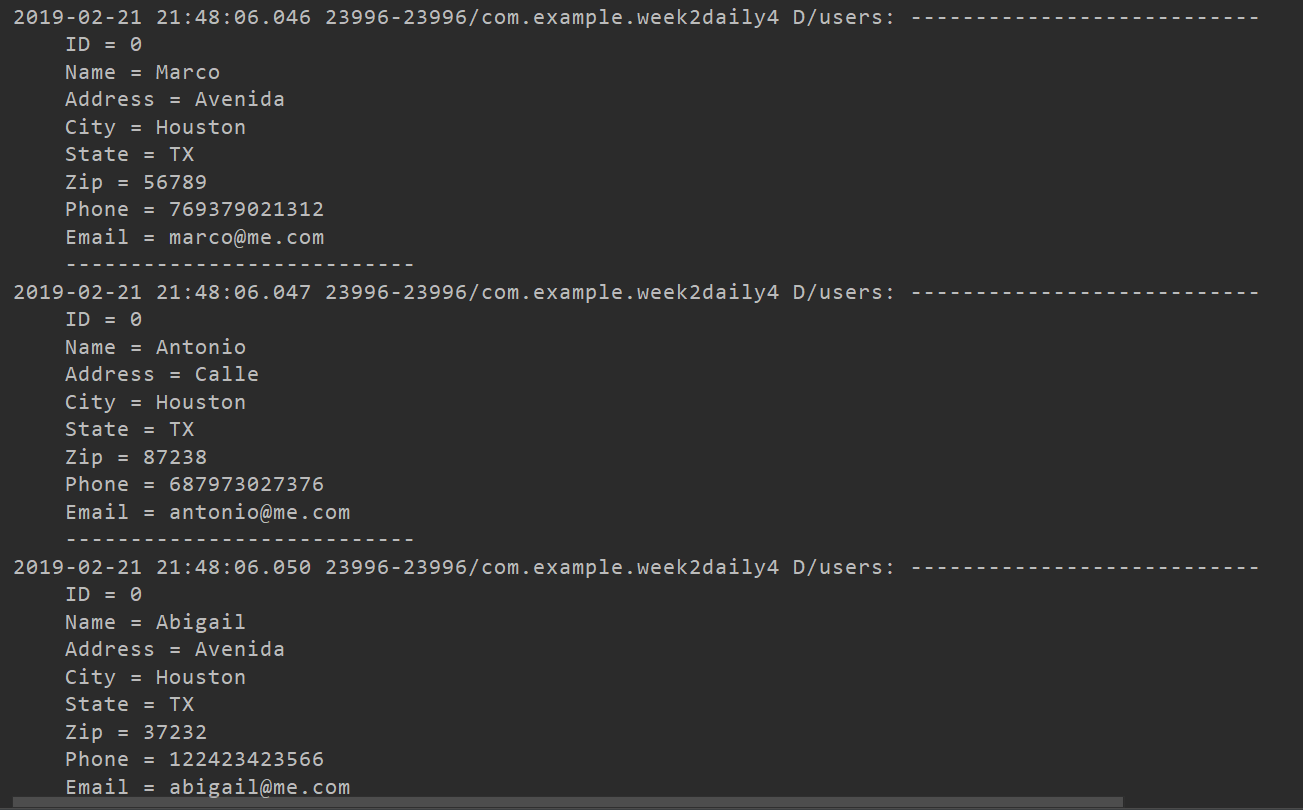 2019-02-21 21:48:06.046 23996-23996/com.example.week2daily4 D/users: ---------------------------
ID = 0
Name = Marco
Address = Avenida
City = Houston
State = TX
Zip = 56789
Phone = 769379021312
Email = marco@me.com
---------------------------
2019-02-21 21:48:06.047 23996-23996/com.example.week2daily4 D/users: ---------------------------
ID = 0
Name = Antonio
Address = Calle
City = Houston
State = TX
Zip = 87238
Phone = 687973027376
Email = antonio@me.com
---------------------------
2019-02-21 21:48:06.050 23996-23996/com.example.week2daily4 D/users: ---------------------------
ID = 0
Name = Abigail
Address = Avenida
City = Houston
State = TX
Zip = 37232
Phone = 122423423566
Email = abigail@me.com